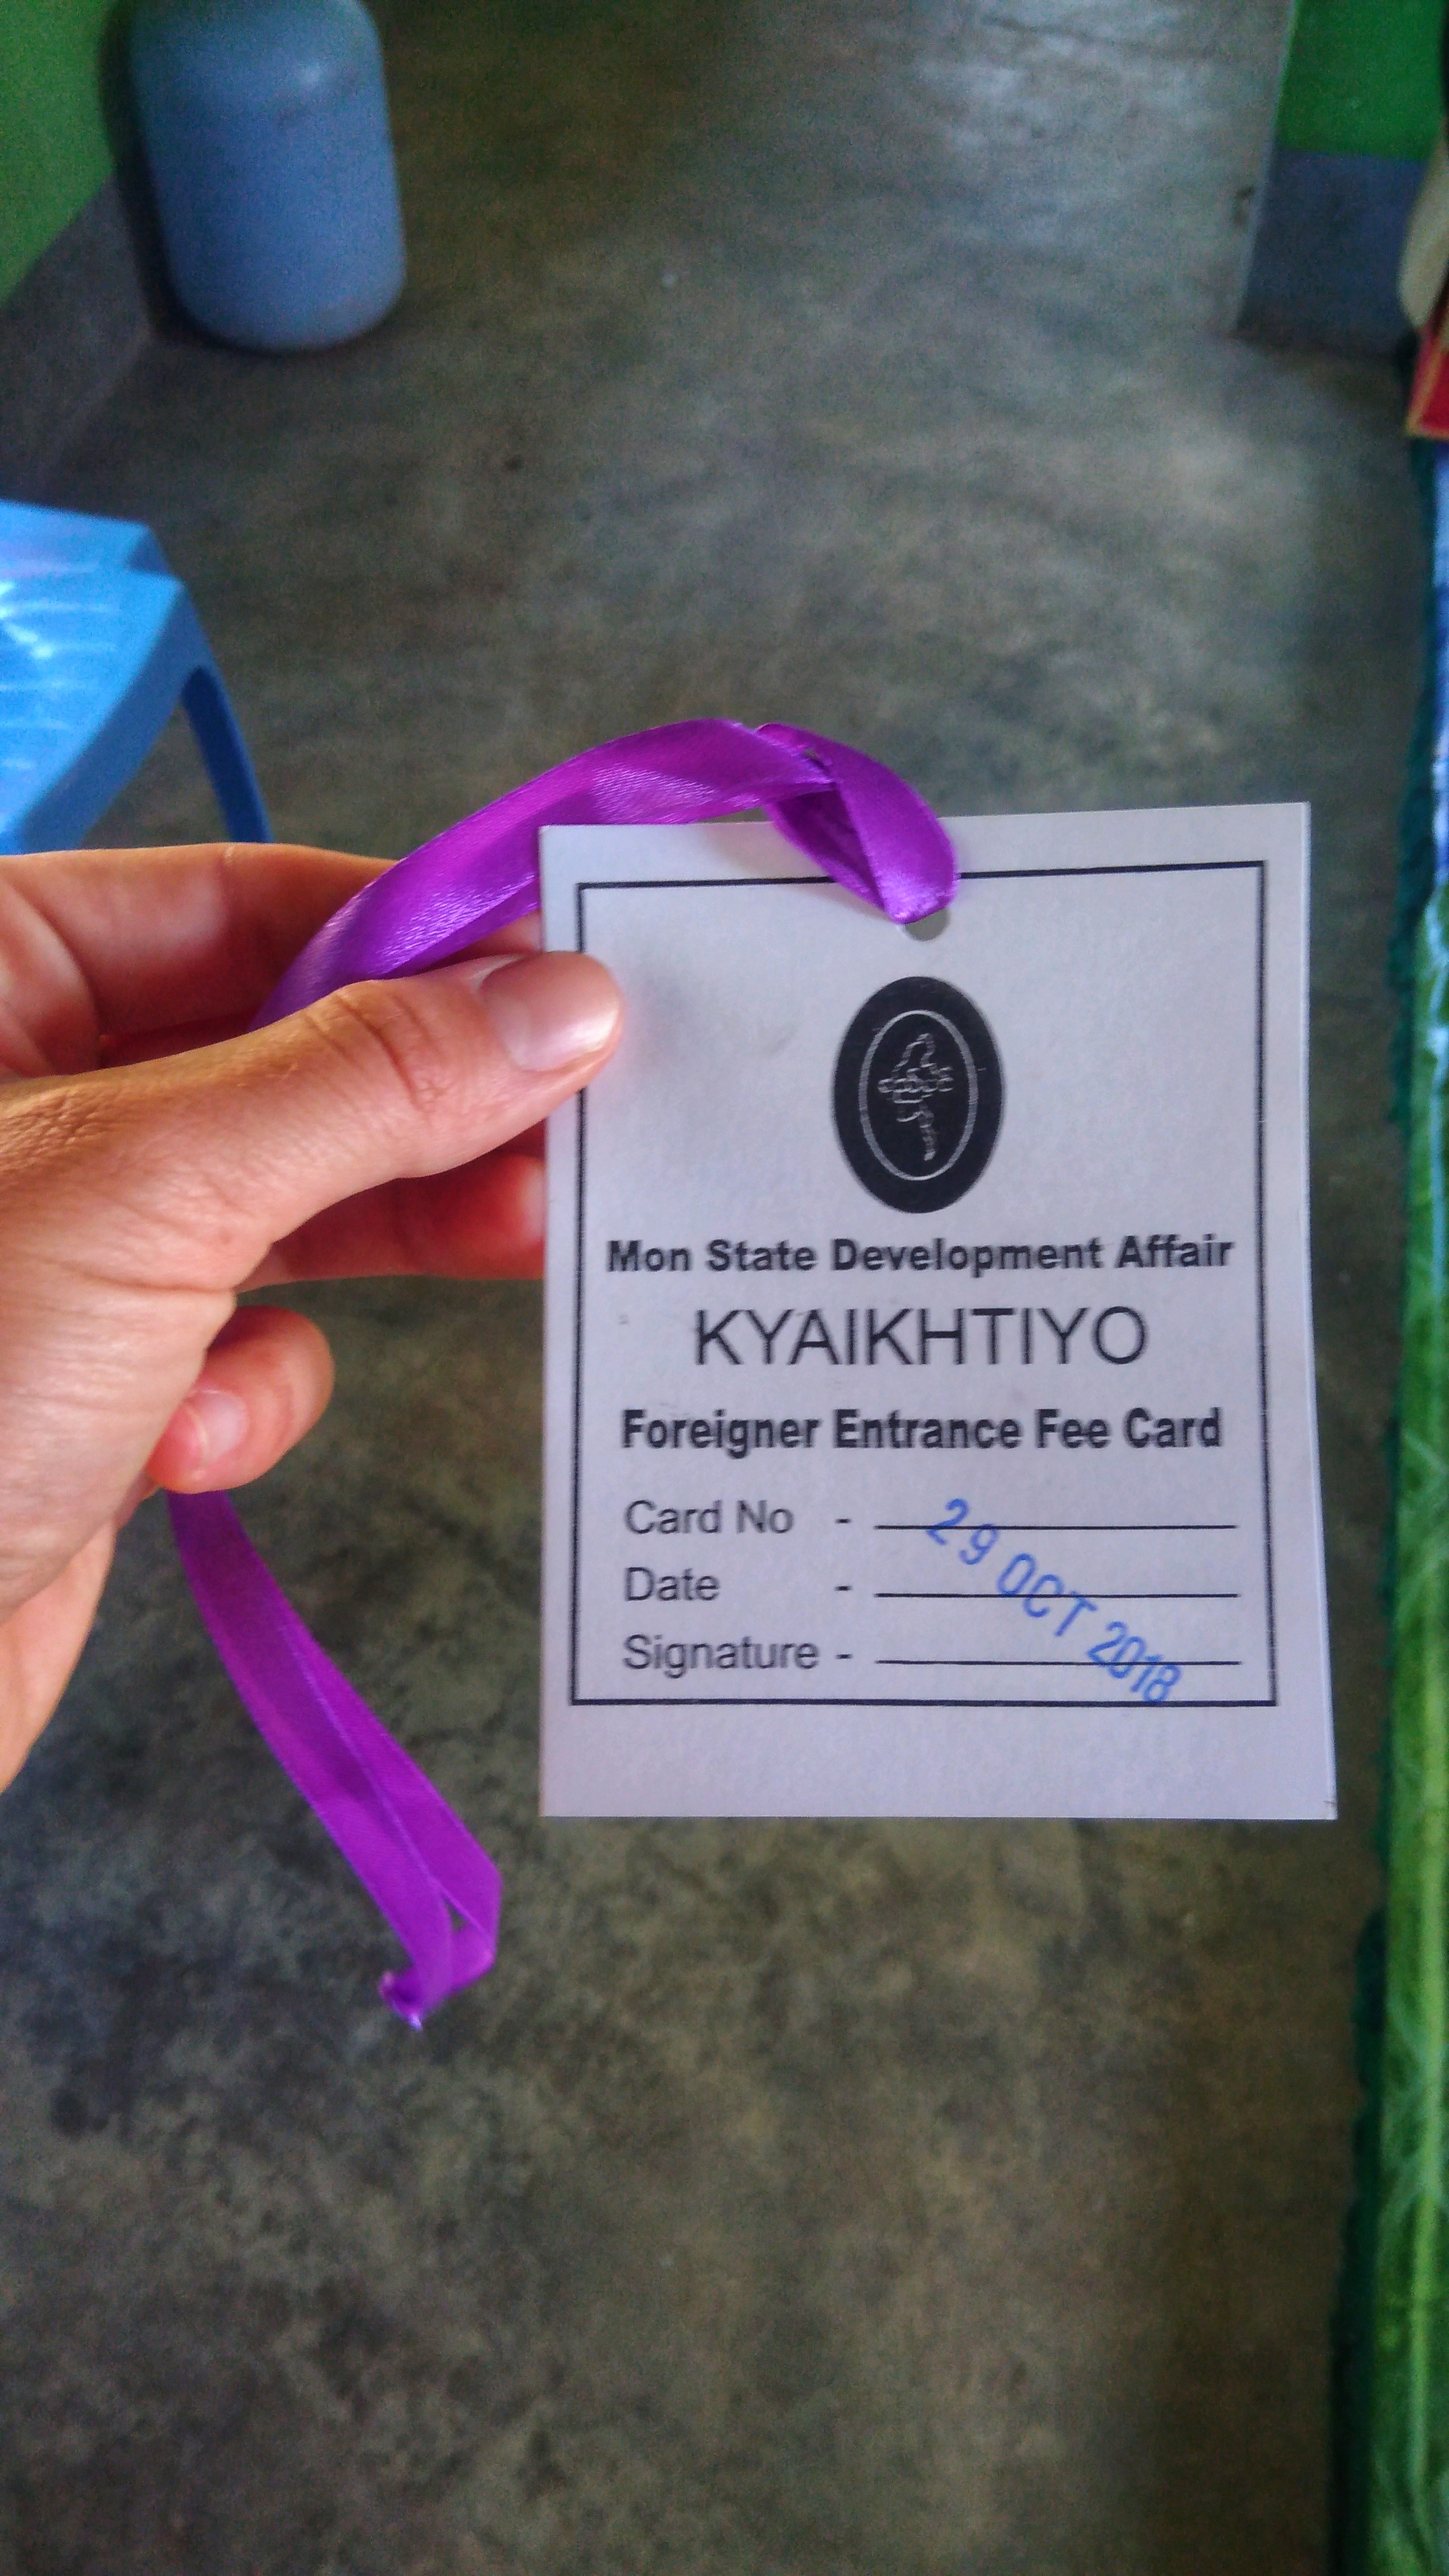 Mon State Development Affair
KYAIKHTIYO
Foreigner Entrance Fee Card
Card No -
Date -
Signature -
29 OCT 2018